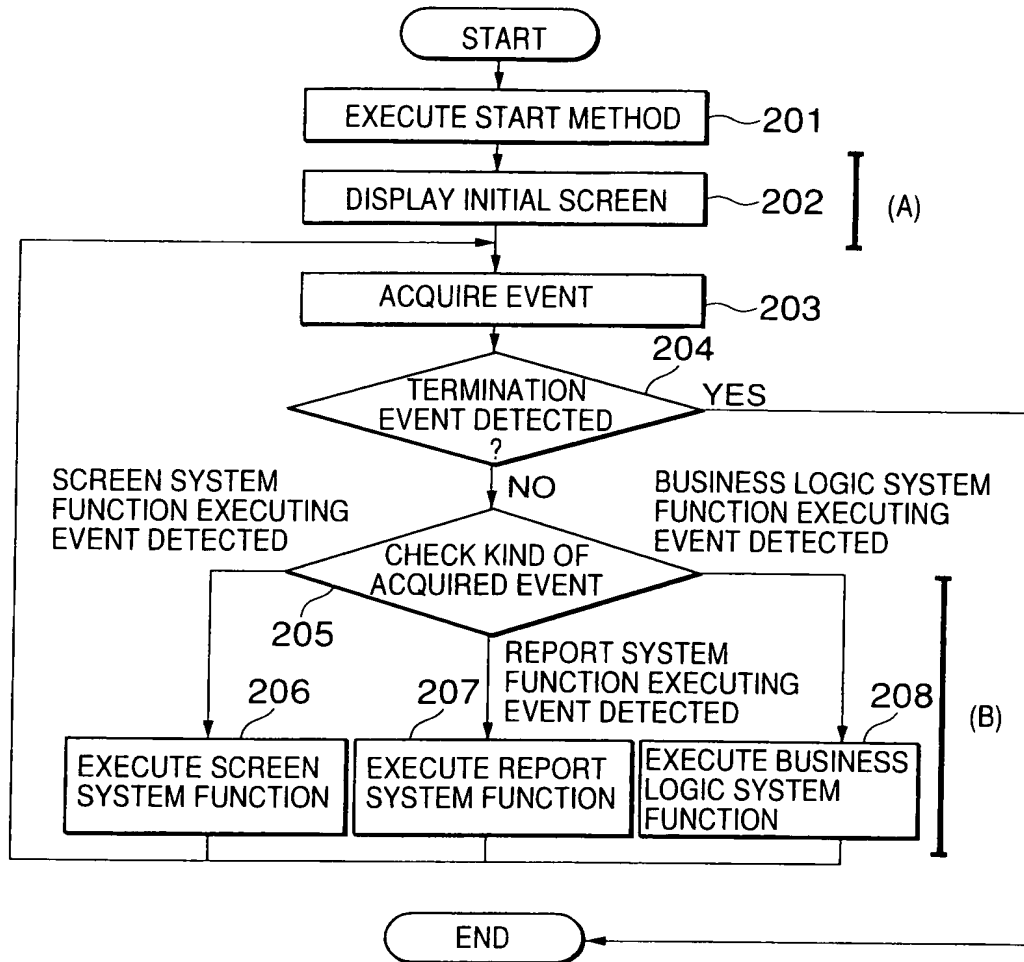 START
EXECUTE START METHOD
201
DISPLAY INITIAL SCREEN
202
(A)
ACQUIRE EVENT
203
204
TERMINATION
EVENT DETECTED
?
YES
NO
SCREEN SYSTEM
FUNCTION EXECUTING
EVENT DETECTED
BUSINESS LOGIC SYSTEM
FUNCTION EXECUTING
EVENT DETECTED
CHECK KIND OF
ACQUIRED EVENT
205
REPORT SYSTEM
FUNCTION EXECUTING
EVENT DETECTED
206
207
208
(B)
EXECUTE SCREEN
SYSTEM FUNCTION
EXECUTE REPORT
SYSTEM FUNCTION
EXECUTE BUSINESS
LOGIC SYSTEM
FUNCTION
END